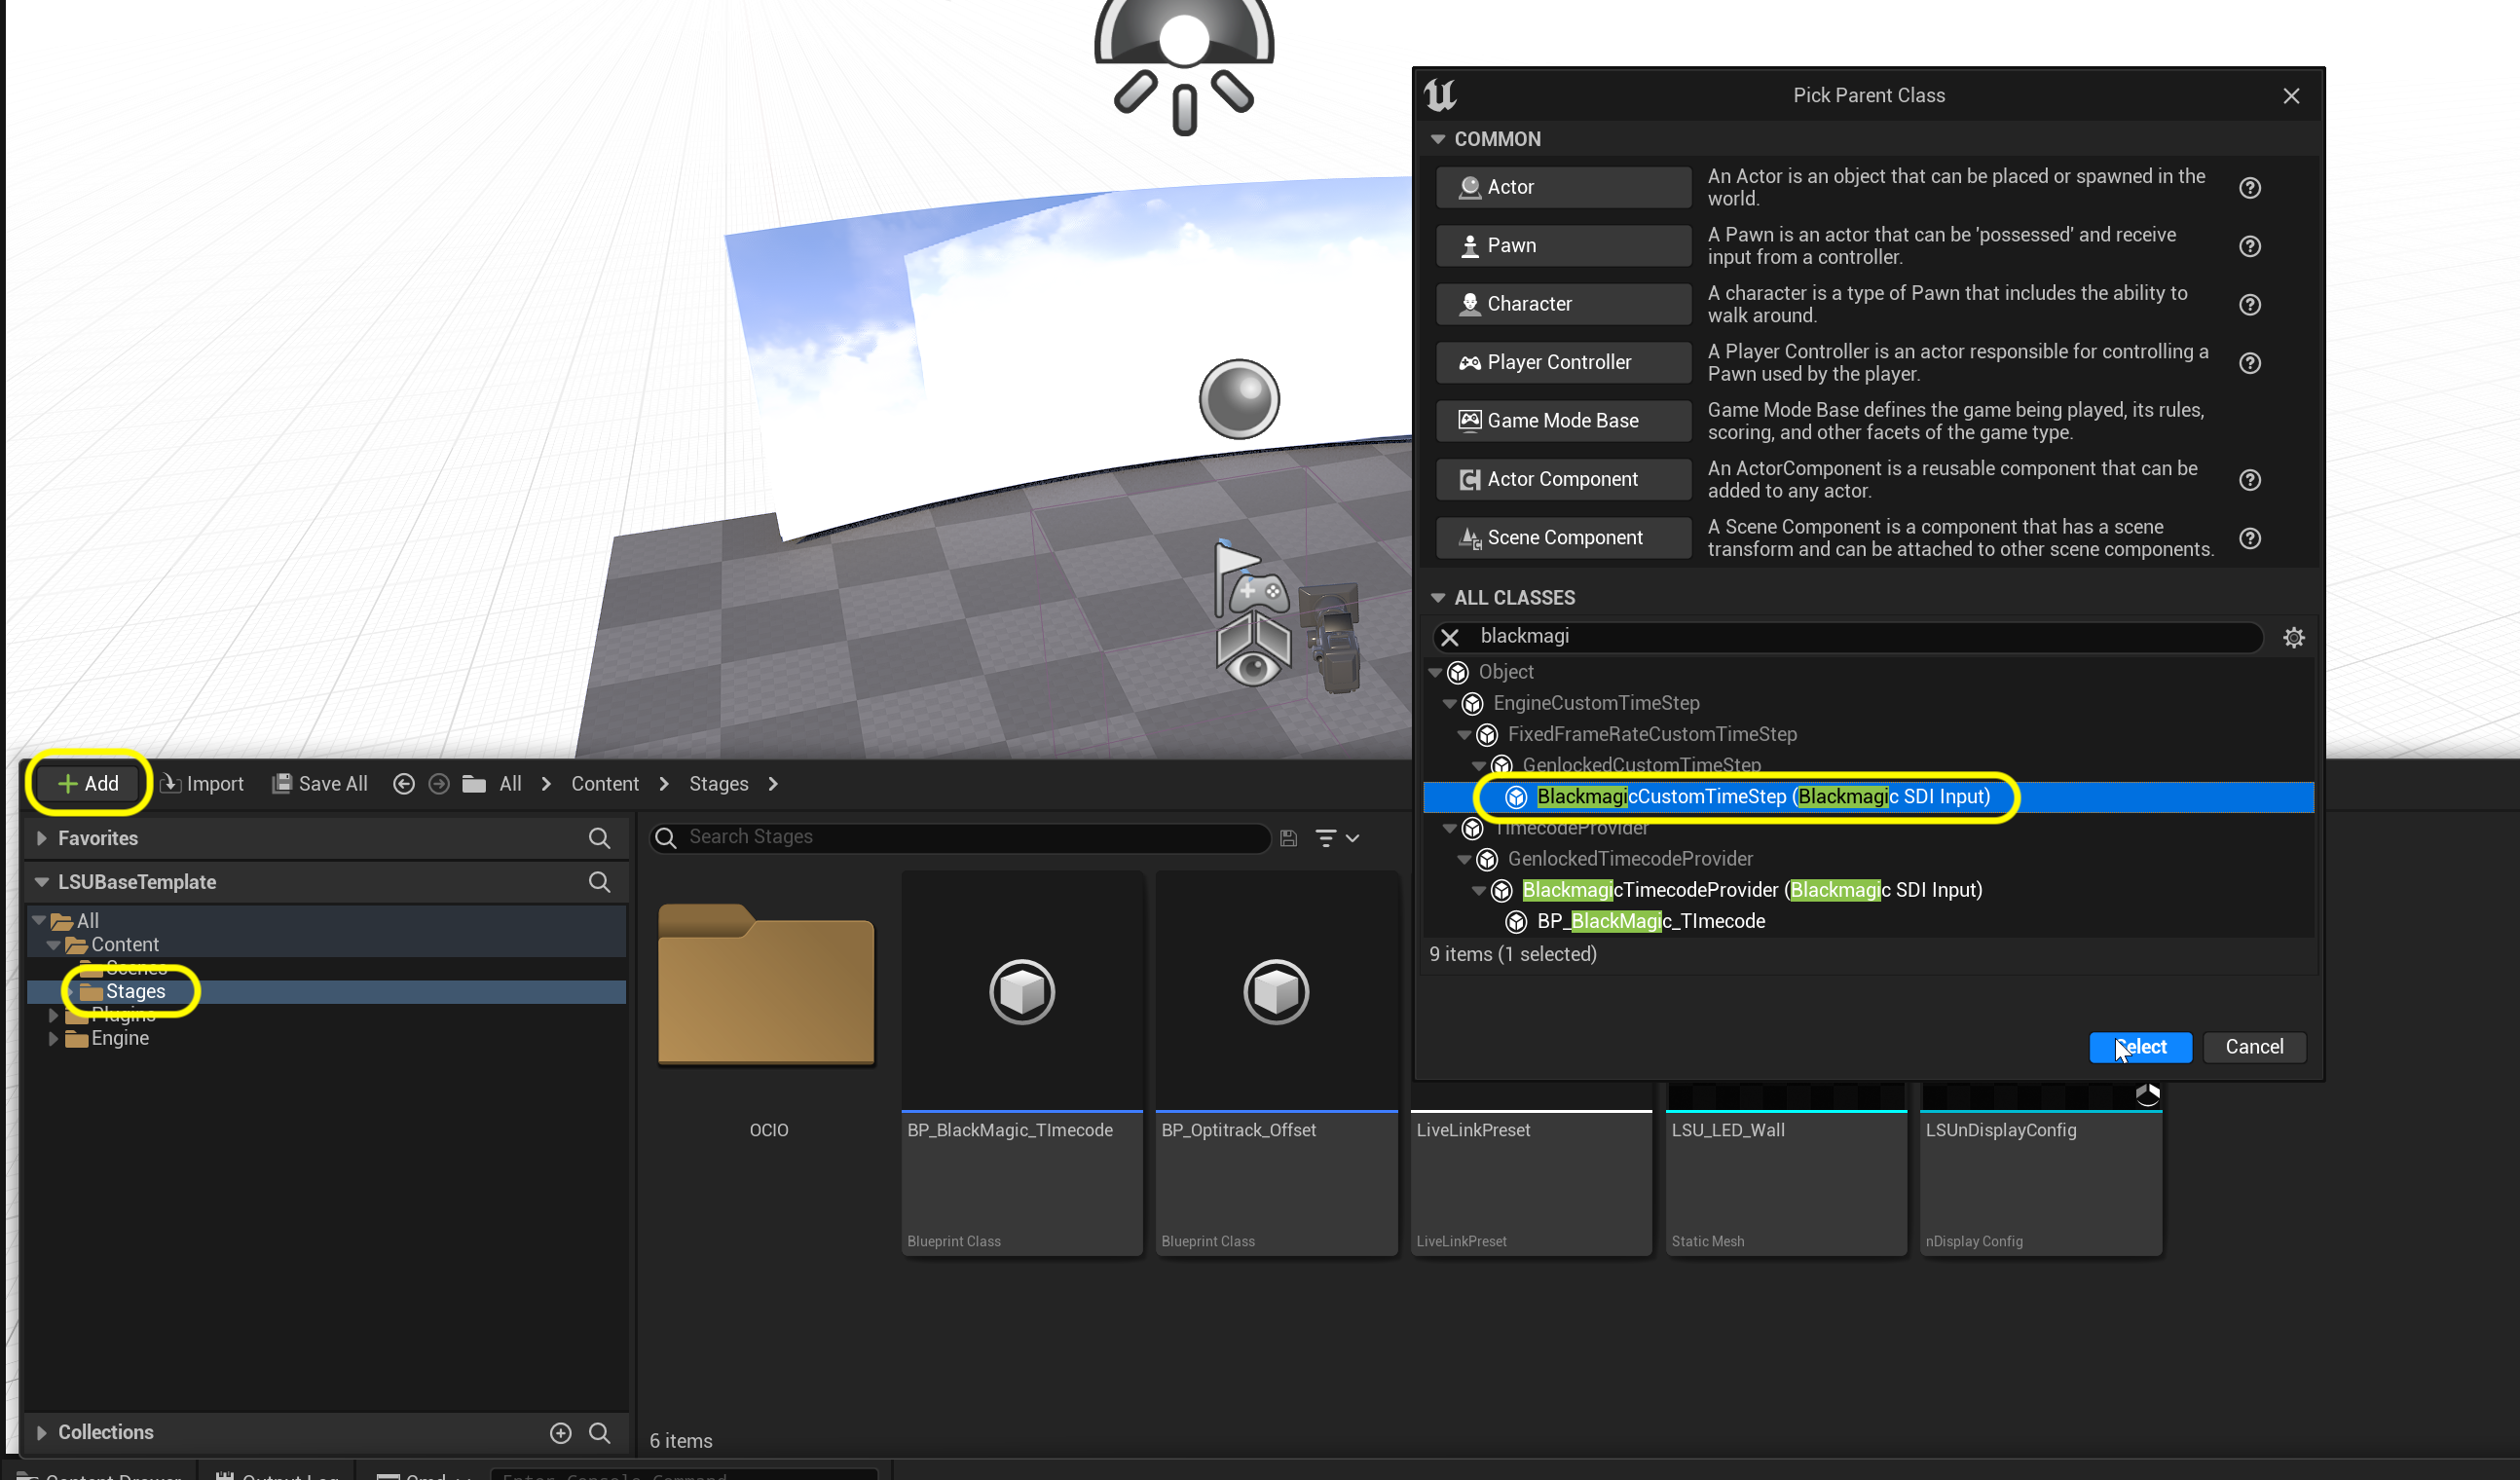 Pick Parent Class
COMMON
Actor
An Actor is an object that can be placed or spawned in the
world.
Pawn
A Pawn is an actor that can be 'possessed' and receive
input from a controller.
Character
A character is a type of Pawn that includes the ability to
walk around.
Player Controller
A Player Controller is an actor responsible for controlling a
Pawn used by the player.
Game Mode Base
Game Mode Base defines the game being played, its rules,
scoring, and other facets of the game type.
Actor Component
An ActorComponent is a reusable component that can be
added to any actor.
Scene Component
A Scene Component is a component that has a scene
transform and can be attached to other scene components.
ALL CLASSES
blackmagi
Object
EngineCustomTimeStep
FixedFrameRateCustomTimeStep
GenlockedCustomTimeStep
BlackmagicCustomTimeStep (Blackmagic SDI Input)
TimecodeProvider
GenlockedTimecodeProvider
BlackmagicTimecodeProvider (Blackmagic SDI Input)
BP_BlackMagic_TImecode
9 items (1 selected)
Select
Cancel
Add
Import
Save All
All
Content
Stages
Favorites
Search Stages
LSUBaseTemplate
All
Content
Scenes
Stages
Plugins
Engine
OCIO
BP_BlackMagic_TImecode
Blueprint Class
BP_Optitrack_Offset
Blueprint Class
LiveLinkPreset
LiveLinkPreset
LSU_LED_Wall
Static Mesh
LSUnDisplayConfig
nDisplay Config
Collections
6 items
Content Drawer
Output Log
Cmd
Enter Console Command